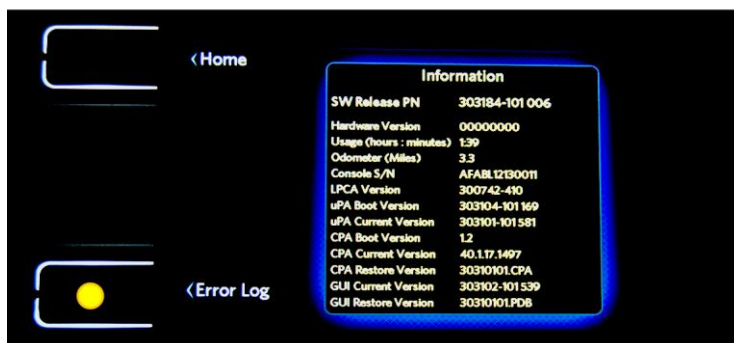 <Home
Information
SW Release PN 303184-101 006
Hardware Version 00000000
Usage (hours : minutes) 1:39
Odometer (Miles) 3.3
Console S/N AFABL12130011
LPCA Version 300742-410
uPA Boot Version 303104-101 169
uPA Current Version 303101-101 581
CPA Boot Version 1.2
CPA Current Version 40.1.17.1497
CPA Restore Version 30310101.CPA
GUI Current Version 303102-101 539
GUI Restore Version 30310101.PDB
<Error Log